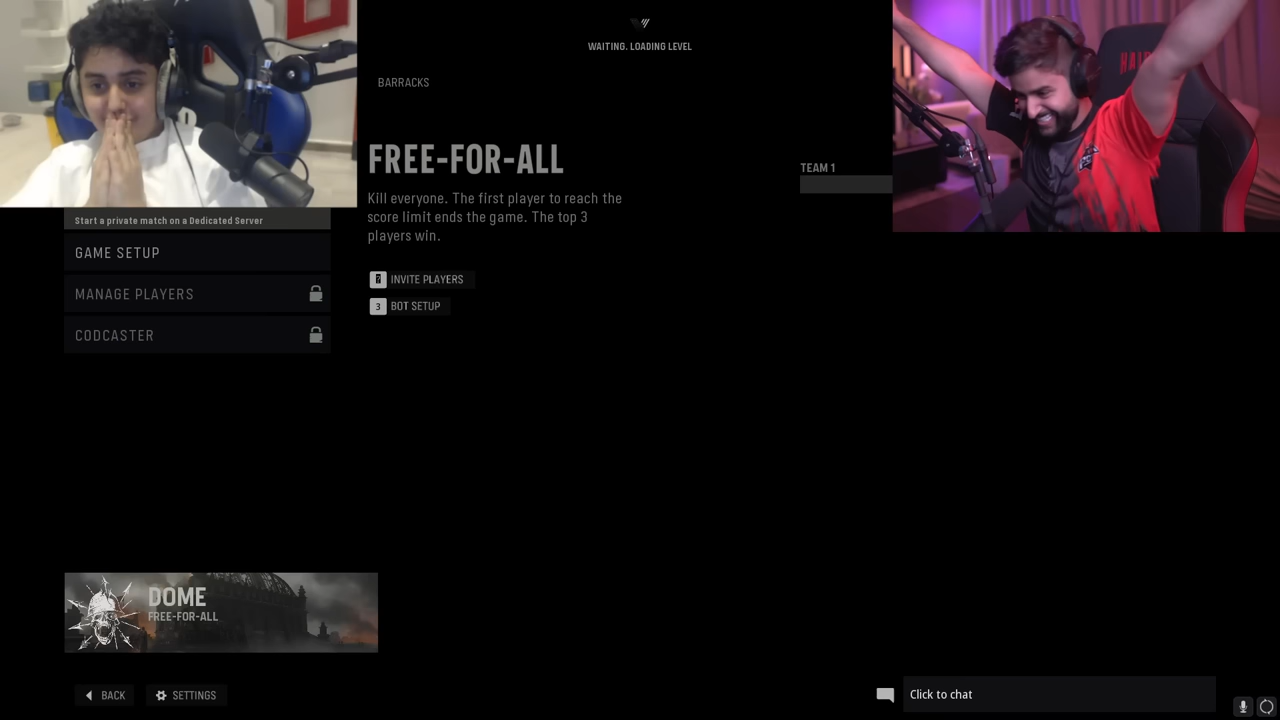 WAITING. LOADING LEVEL
BARRACKS
FREE-FOR-ALL
Kill everyone. The first player to reach the
score limit ends the game. The top 3
players win.
INVITE PLAYERS
3 BOT SETUP
TEAM 1
Start a private match on a Dedicated Server
GAME SETUP
MANAGE PLAYERS
CODCASTER
DOME
FREE-FOR-ALL
BACK
SETTINGS
Click to chat